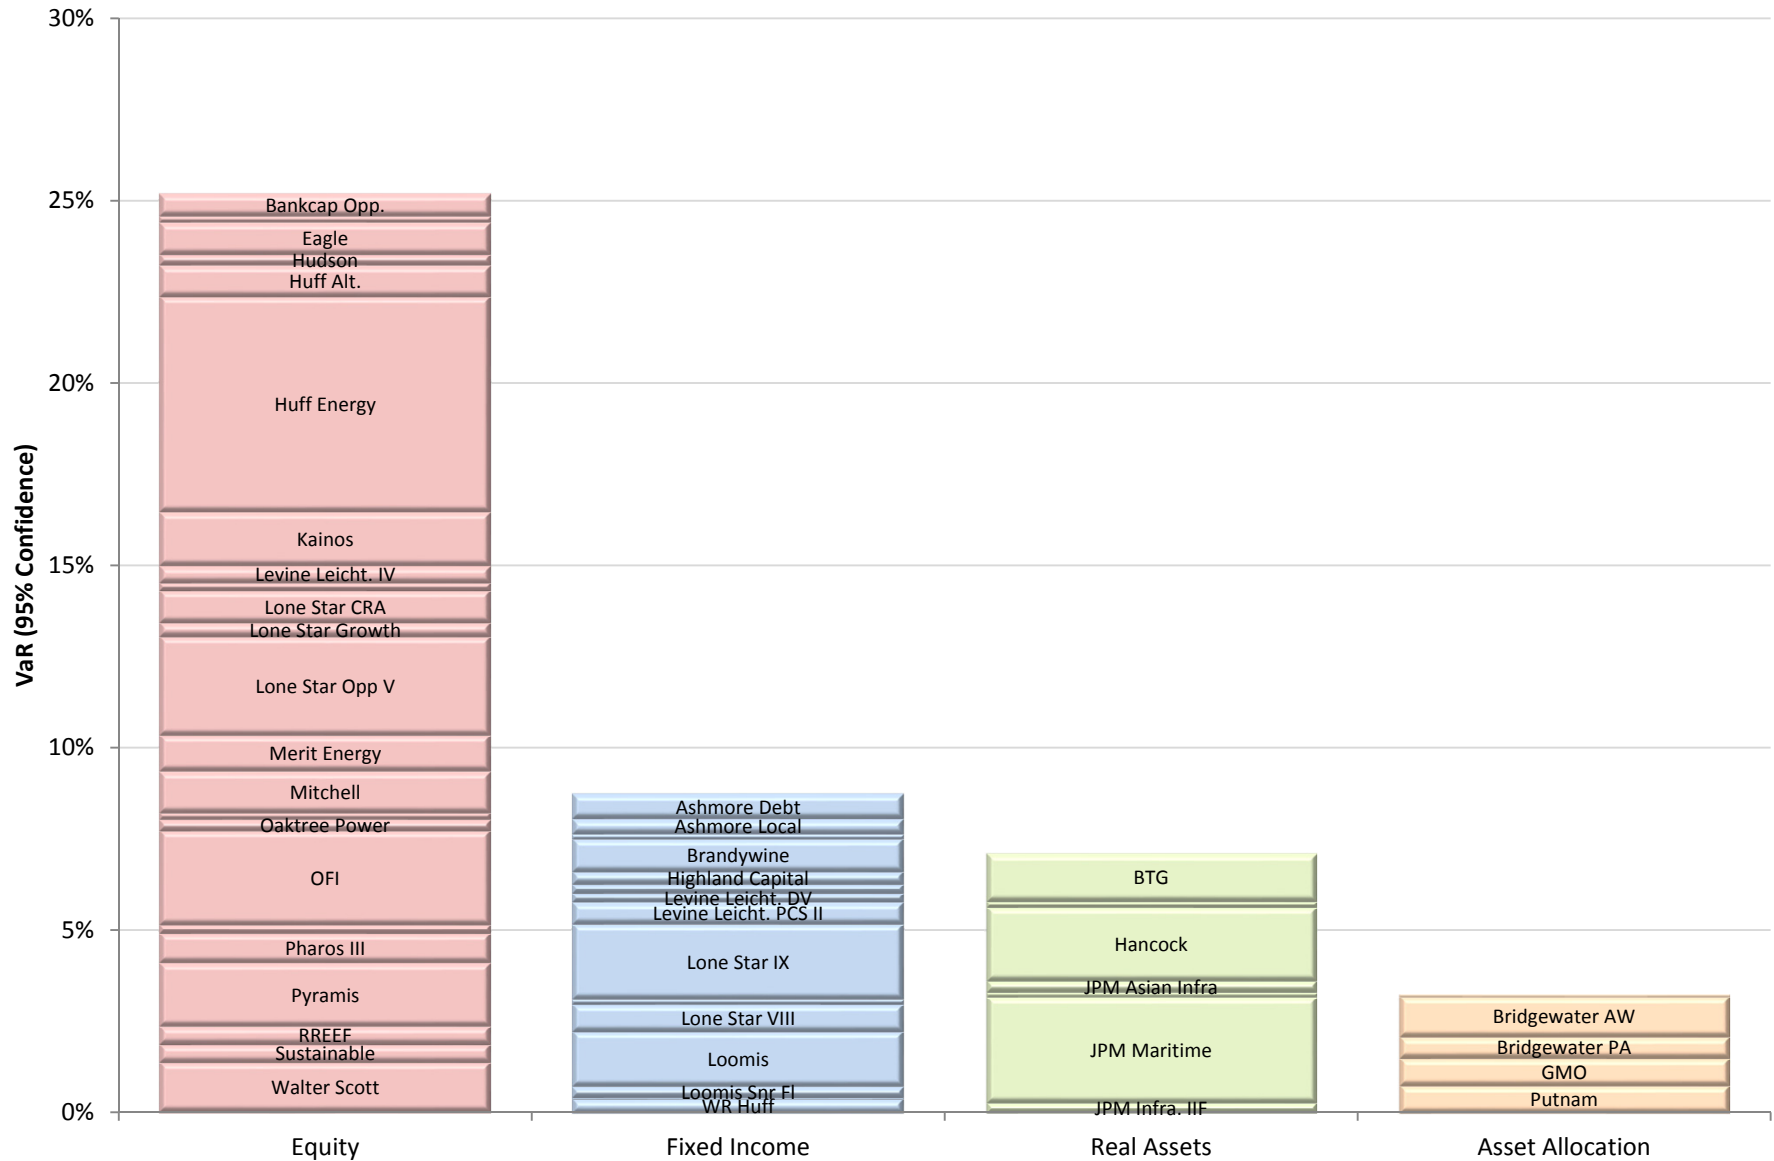 30%
25%
20%
15%
10%
5%
0%
VaR (95% Confidence)
Bankcap Opp.
Eagle
Hudson
Huff Alt.
Huff Energy
Kainos
Levine Leicht. IV
Lone Star CRA
Lone Star Growth
Lone Star Opp V
Merit Energy
Mitchell
Oaktree Power
OFI
Pharos III
Pyramis
RREEF
Sustainable
Walter Scott
Ashmore Debt
Ashmore Local
Brandywine
Highland Capital
Levine Leicht. DV
Levine Leicht. PCS II
Lone Star IX
Lone Star VIII
Loomis
Loomis Snr Fl
WR Huff
BTG
Hancock
JPM Asian Infra
JPM Maritime
JPM Infra. IIF
Bridgewater AW
Bridgewater PA
GMO
Putnam
Equity
Fixed Income
Real Assets
Asset Allocation